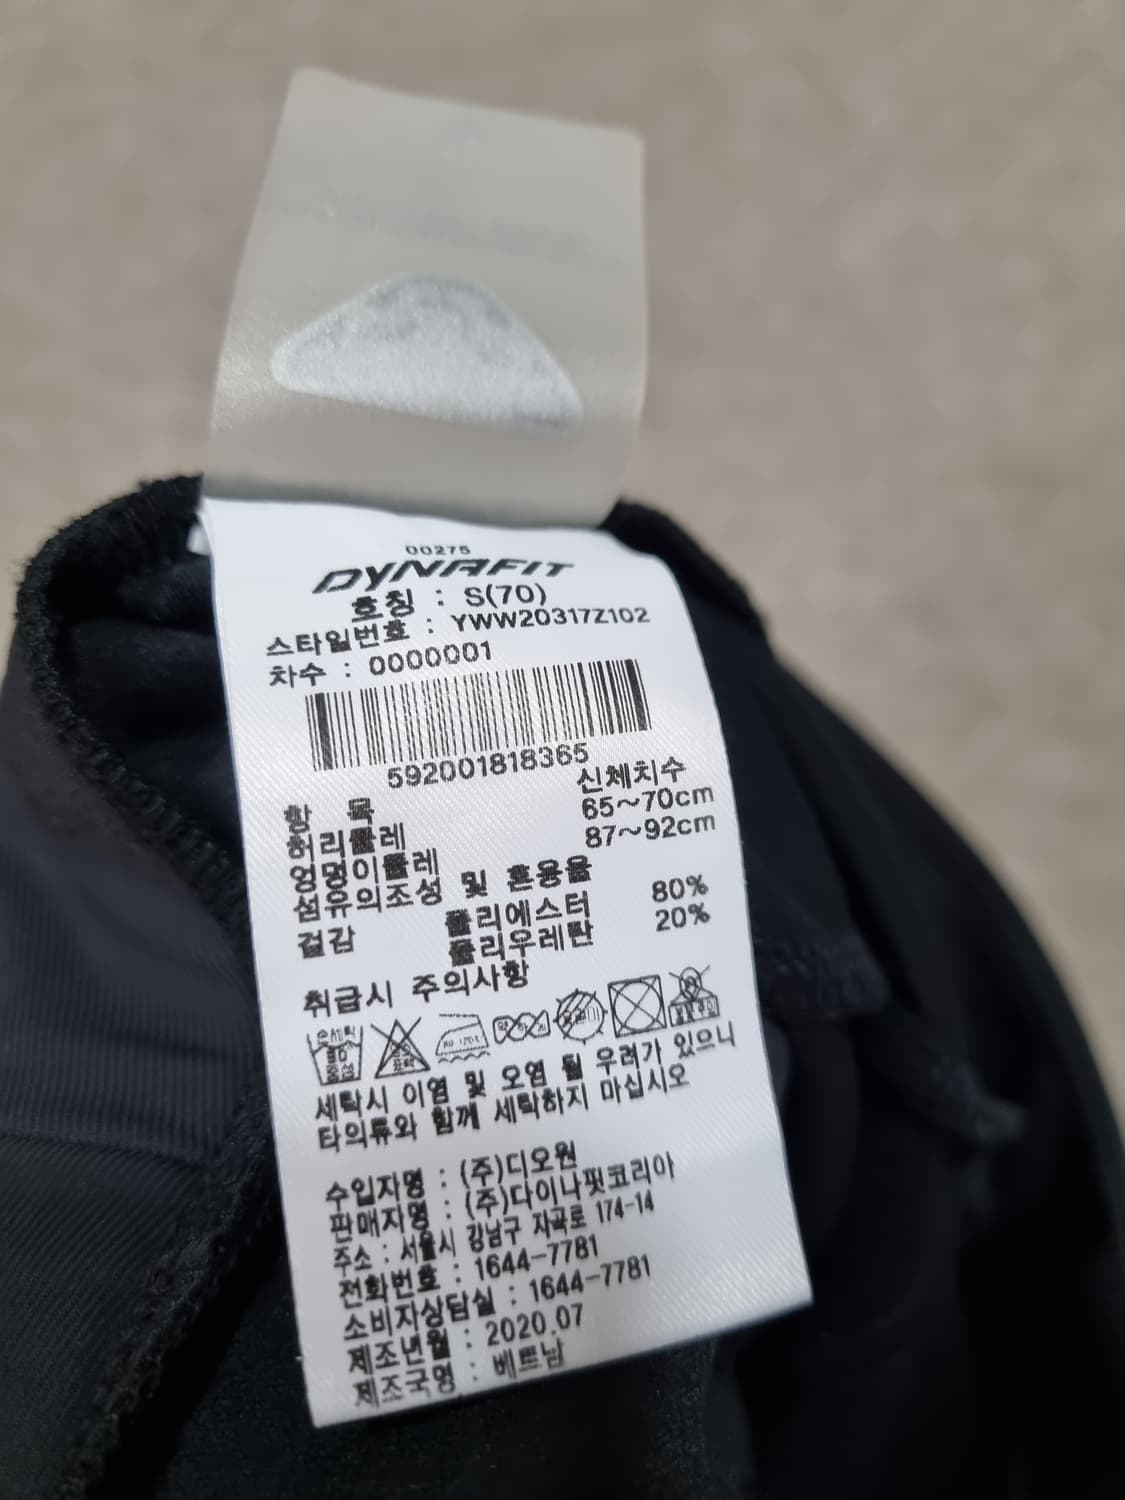 00275
DYNAFIT
호칭 : S(70)
스타일번호 : YWW20317Z102
차수 : 0000001
592001818365
항 목 신체치수
허리둘레 65~70cm
엉덩이둘레 87~92cm
섬유의조성 및 혼용율
겉감 폴리에스터 80%
폴리우레탄 20%
취급시 주의사항
손세탁 중성
세탁시 이염 및 오염 될 우려가 있으니
타의류와 함께 세탁하지 마십시오
수입자명 : (주)디오원
판매자명 : (주)다이나핏코리아
주소 : 서울시 강남구 자곡로 174-14
전화번호 : 1644-7781
소비자상담실 : 1644-7781
제조년월 : 2020.07
제조국명 : 베트남